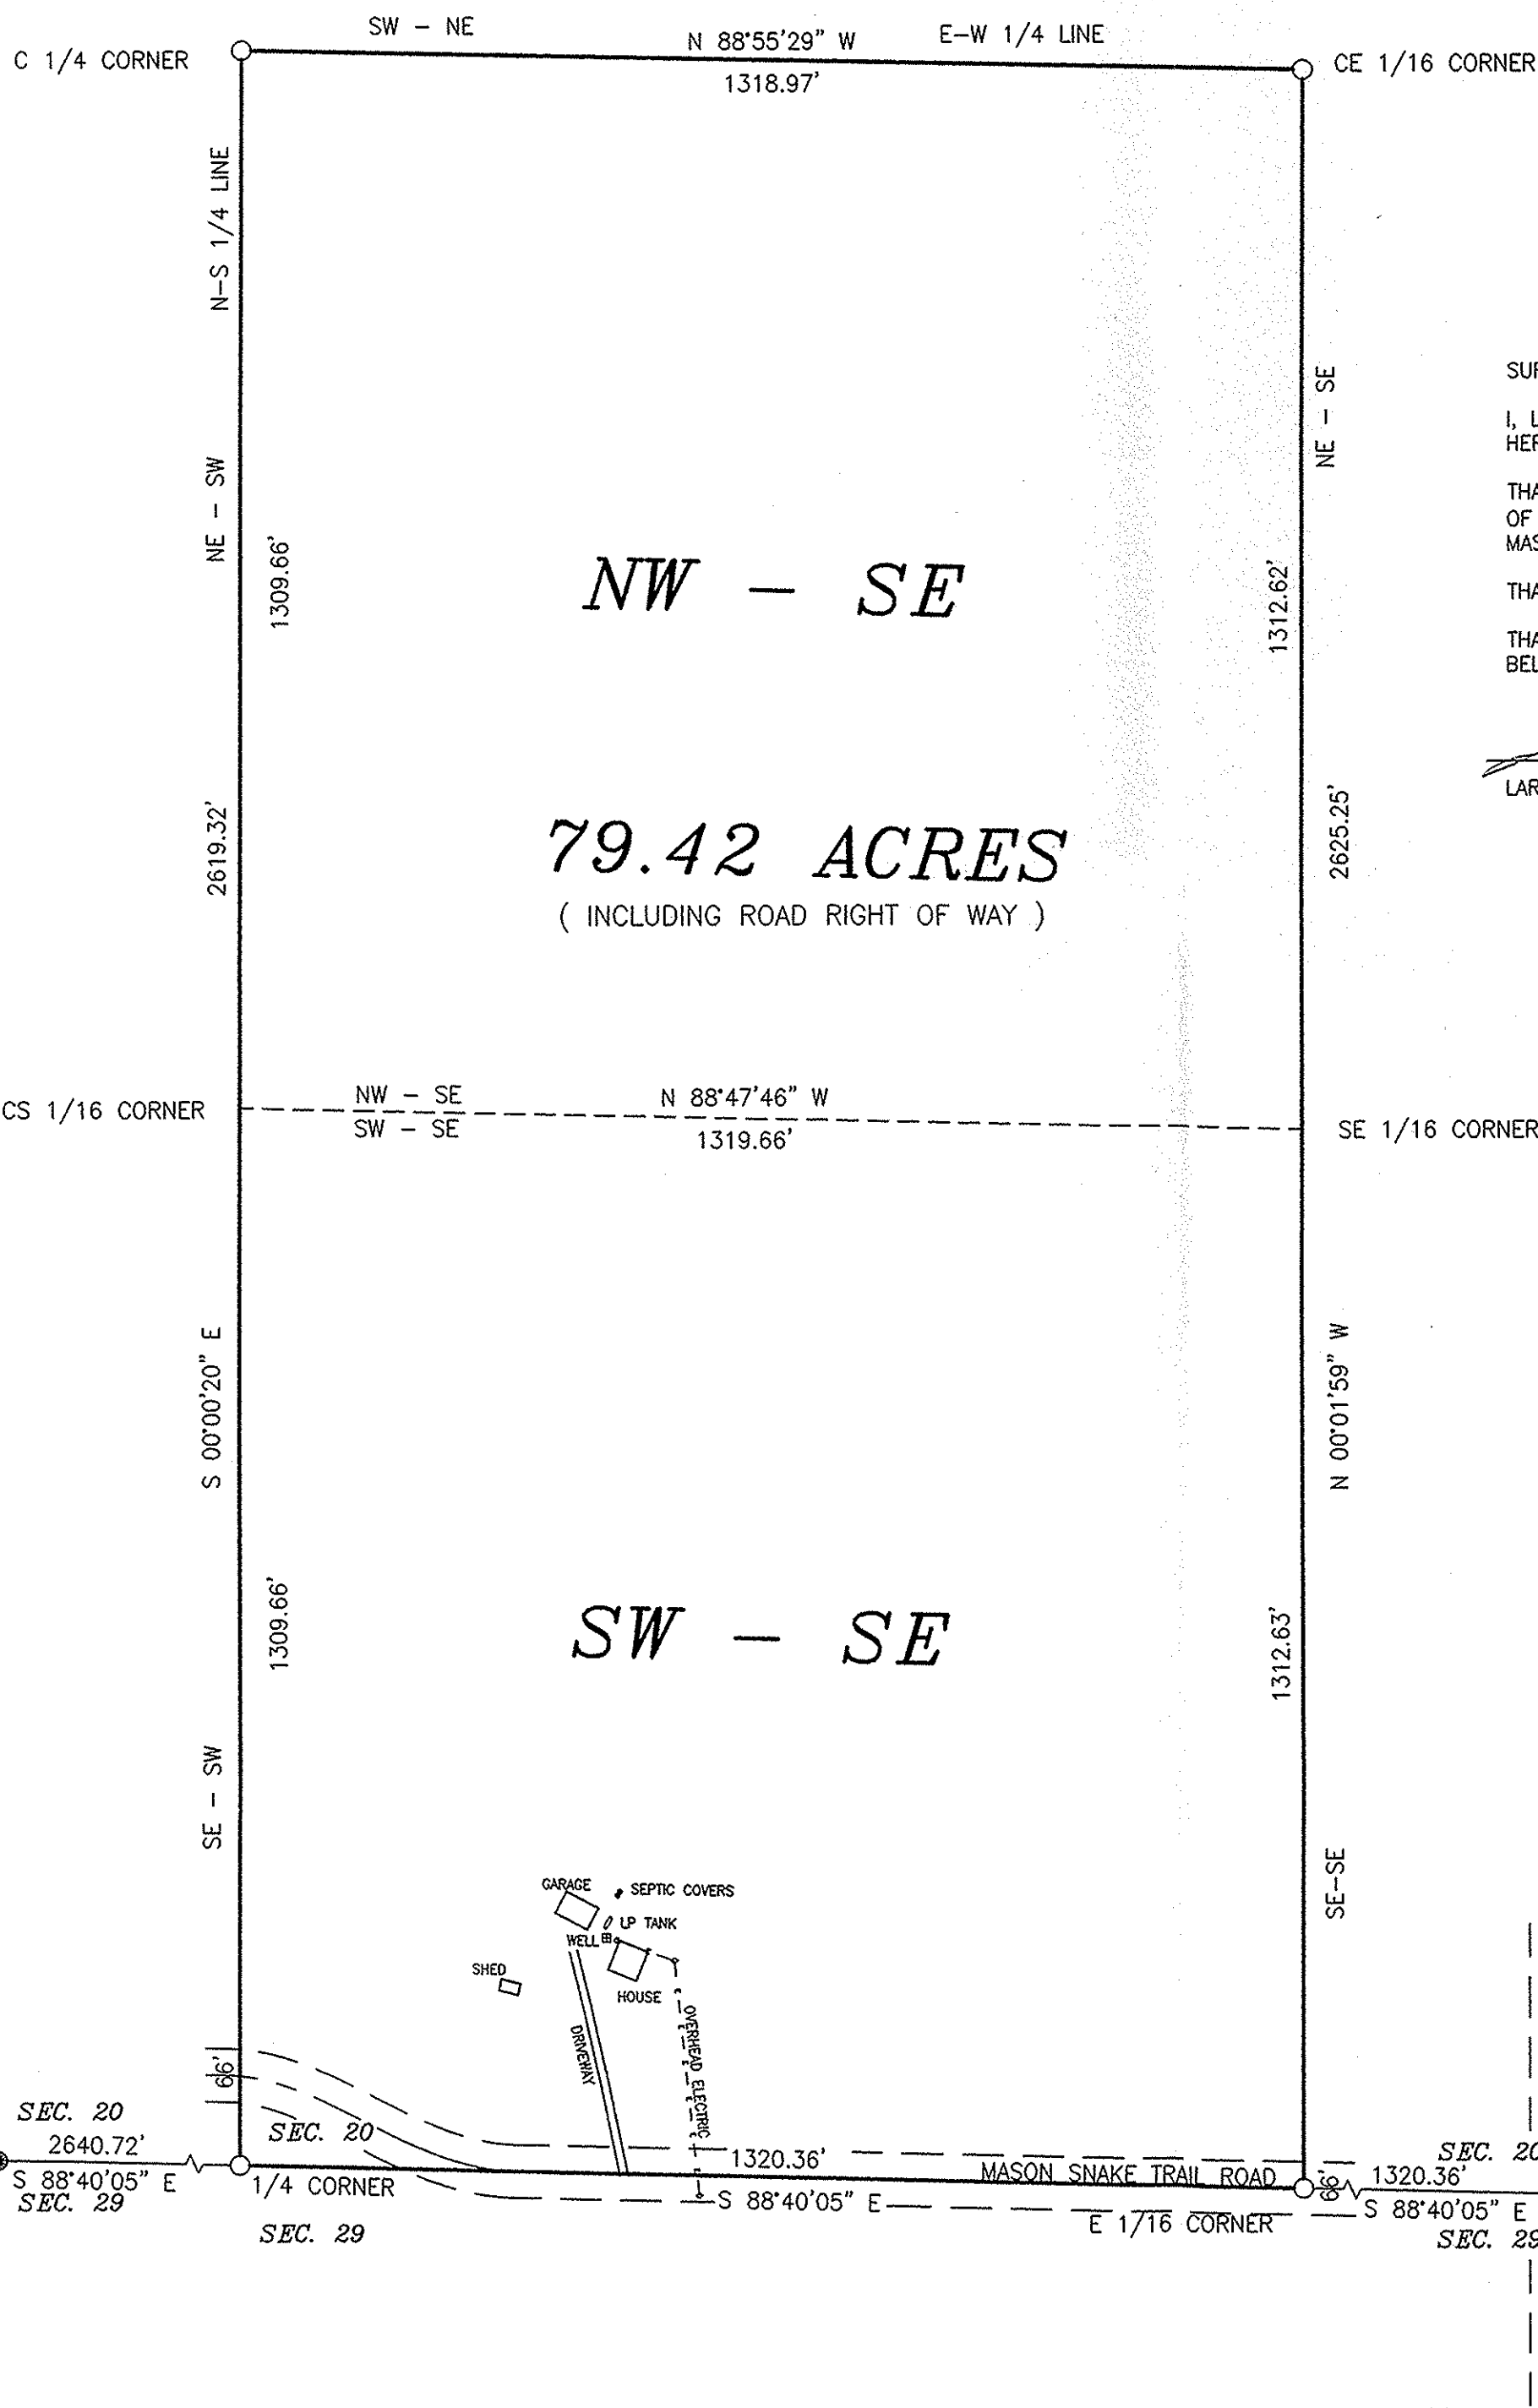 SW – NE
N 88°55'29" W
E–W 1/4 LINE
C 1/4 CORNER
1318.97'
CE 1/16 CORNER
N–S 1/4 LINE
NE – SW
1309.66'
2619.32'
NW – SE
NE – SE
1312.62'
2625.25'
79.42 ACRES
( INCLUDING ROAD RIGHT OF WAY )
I, L
OF
LAR
CS 1/16 CORNER
NW – SE
SW – SE
N 88°47'46" W
1319.66'
SE 1/16 CORNER
S 00°00'20" E
N 00°01'59" W
1309.66'
SW – SE
1312.63'
SE – SW
SE–SE
GARAGE
SEPTIC COVERS
LP TANK
WELL
SHED
HOUSE
DRIVEWAY
OVERHEAD ELECTRIC
66'
SEC. 20
2640.72'
S 88°40'05" E
SEC. 29
SEC. 20
1/4 CORNER
SEC. 29
1320.36'
S 88°40'05" E
MASON SNAKE TRAIL ROAD
E 1/16 CORNER
66'
SEC. 20
1320.36'
S 88°40'05" E
SEC. 29